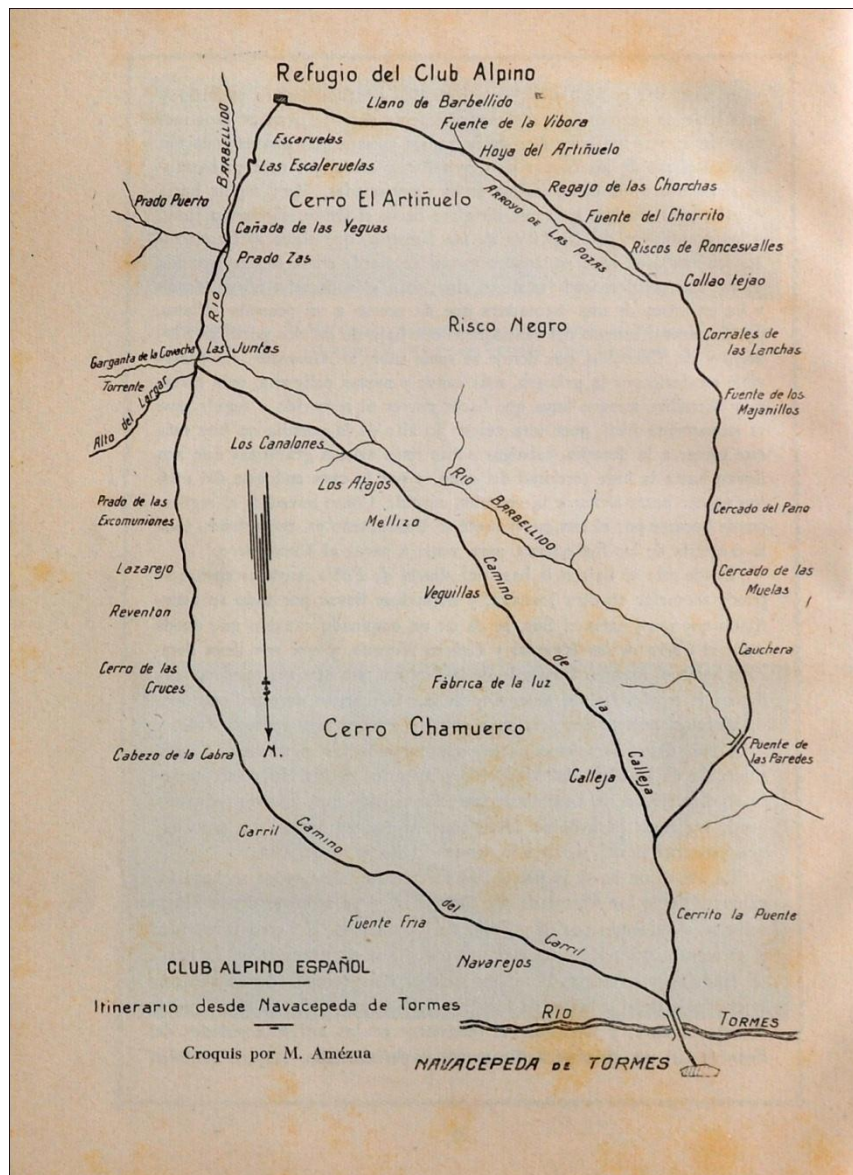 Refugio del Club Alpino
Llano de Barbellido
Fuente de la Vibora
Escaruelas
Hoya del Artiñuelo
BARBELLIDO
Las Escaleruelas
Regajo de las Chorchas
Prado Puerto
Cerro El Artiñuelo
ARROYO DE LAS POZAS
Fuente del Chorrito
Cañada de las Yeguas
Riscos de Roncesvalles
Prado Zas
Collao tejao
RIO
Risco Negro
Corrales de
las Lanchas
Garganta de la Covacha
Las Juntas
Torrente
Alto del Largar
Fuente de los
Majanillos
Los Canalones
Los Atajos
RIO BARBELLIDO
Prado de las
Excomuniones
Mellizo
Cercado del Pano
Lazarejo
Camino de la Calleja
Cercado de las
Muelas
Veguillas
Reventon
Cauchera
Cerro de las
Cruces
Fábrica de la luz
Cerro Chamuerco
N.
Cabezo de la Cabra
Puente de
las Paredes
Calleja
Carril
Camino del Carril
Fuente Fria
Cerrito la Puente
Navarejos
CLUB ALPINO ESPAÑOL
Itinerario desde Navacepeda de Tormes
RIO TORMES
Croquis por M. Amézua
NAVACEPEDA DE TORMES